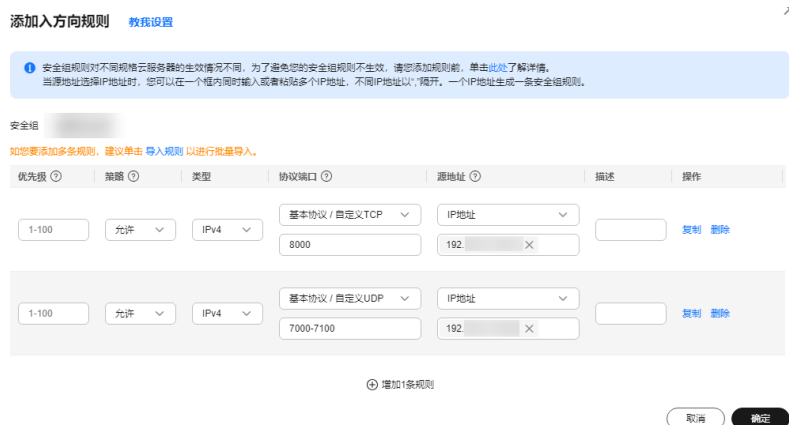 添加入方向规则 教我设置
安全组规则对不同规格云服务器的生效情况不同，为了避免您的安全组规则不生效，请您添加规则前，单击此处了解详情。
当源地址选择IP地址时，您可以在一个框内同时输入或者粘贴多个IP地址，不同IP地址以","隔开。一个IP地址生成一条安全组规则。
安全组
如您要添加多条规则，建议单击 导入规则 以进行批量导入。
优先级 策略 类型 协议端口 源地址 描述 操作
基本协议 / 自定义TCP IP地址
1-100 允许 IPv4 复制 删除
8000 192.
基本协议 / 自定义UDP IP地址
1-100 允许 IPv4 复制 删除
7000-7100 192.
增加1条规则
取消 确定